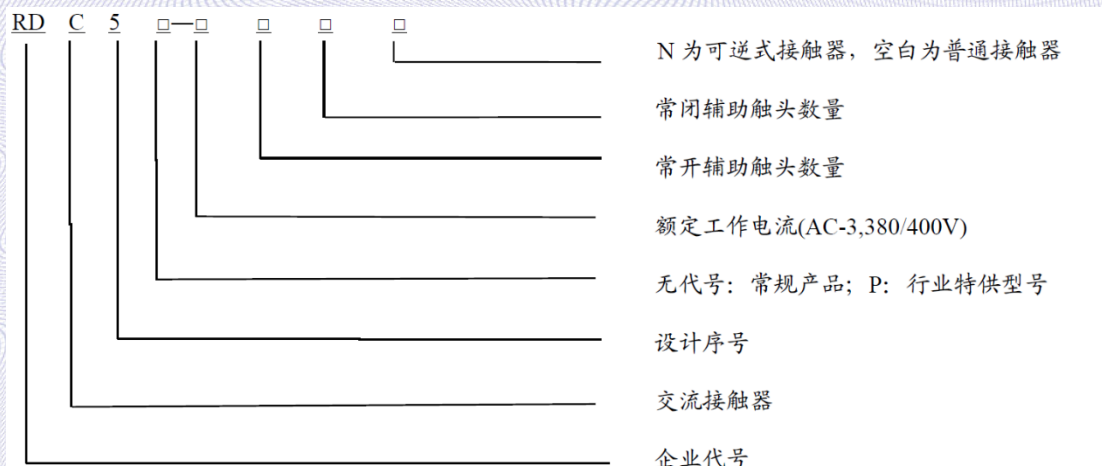 RD C 5 □—□ □ □ □
N 为可逆式接触器，空白为普通接触器
常闭辅助触头数量
常开辅助触头数量
额定工作电流(AC-3,380/400V)
无代号：常规产品；P：行业特供型号
设计序号
交流接触器
企业代号